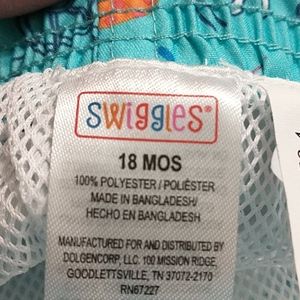 SWIGGLES®
18 MOS
100% POLYESTER / POLIÉSTER
MADE IN BANGLADESH/
HECHO EN BANGLADESH
MANUFACTURED FOR AND DISTRIBUTED BY
DOLGENCORP, LLC. 100 MISSION RIDGE,
GOODLETTSVILLE, TN 37072-2170
RN67227